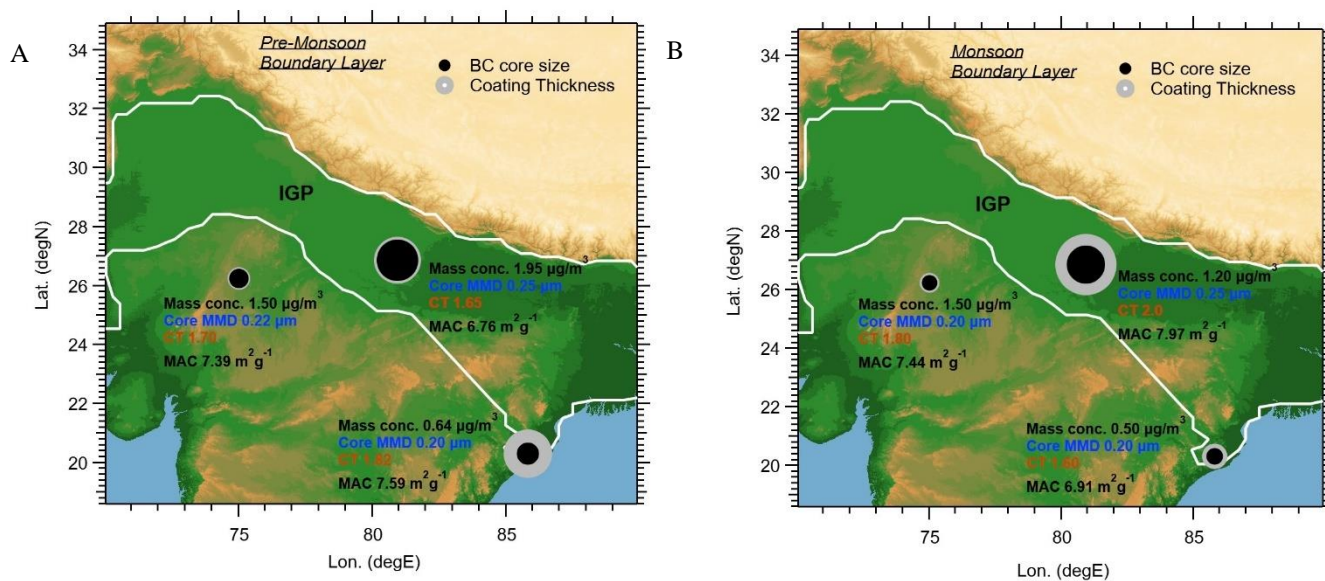 A
Pre-Monsoon
Boundary Layer
BC core size
Coating Thickness
IGP
Mass conc. 1.95 µg/m³
Core MMD 0.25 µm
CT 1.65
MAC 6.76 m²g⁻¹
Mass conc. 1.50 µg/m³
Core MMD 0.22 µm
CT 1.70
MAC 7.39 m²g⁻¹
Mass conc. 0.64 µg/m³
Core MMD 0.20 µm
CT 1.82
MAC 7.59 m²g⁻¹
34
32
30
28
26
24
22
20
Lat. (degN)
75
80
85
Lon. (degE)
B
Monsoon
Boundary Layer
BC core size
Coating Thickness
IGP
Mass conc. 1.20 µg/m³
Core MMD 0.25 µm
CT 2.0
MAC 7.97 m²g⁻¹
Mass conc. 1.50 µg/m³
Core MMD 0.20 µm
CT 1.80
MAC 7.44 m²g⁻¹
Mass conc. 0.50 µg/m³
Core MMD 0.20 µm
CT 1.60
MAC 6.91 m²g⁻¹
34
32
30
28
26
24
22
20
Lat. (degN)
75
80
85
Lon. (degE)